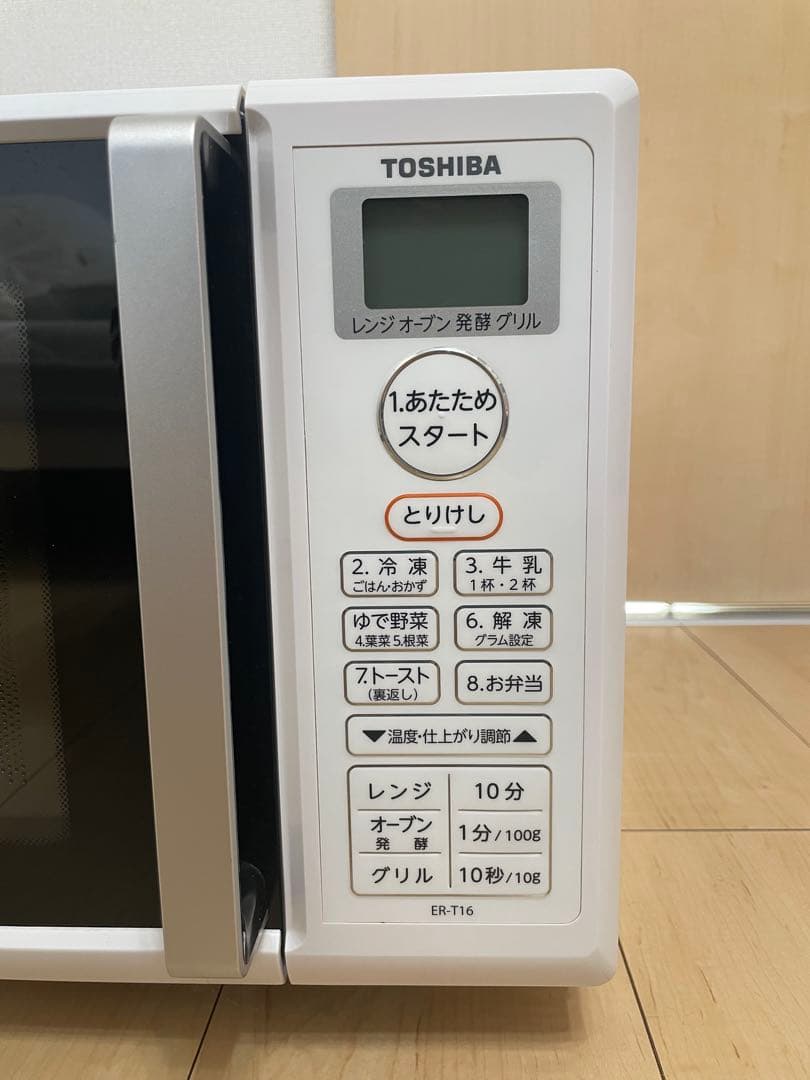 TOSHIBA
レンジ オーブン 発酵 グリル
1.あたため
スタート
とりけし
2. 冷 凍
ごはん・おかず
3. 牛 乳
1杯・2杯
ゆで野菜
4.葉菜 5.根菜
6. 解 凍
グラム設定
7.トースト
(裏返し)
8.お弁当
▼温度・仕上がり調節▲
レンジ
10分
オーブン
発 酵
1分/100g
グリル
10秒/10g
ER-T16